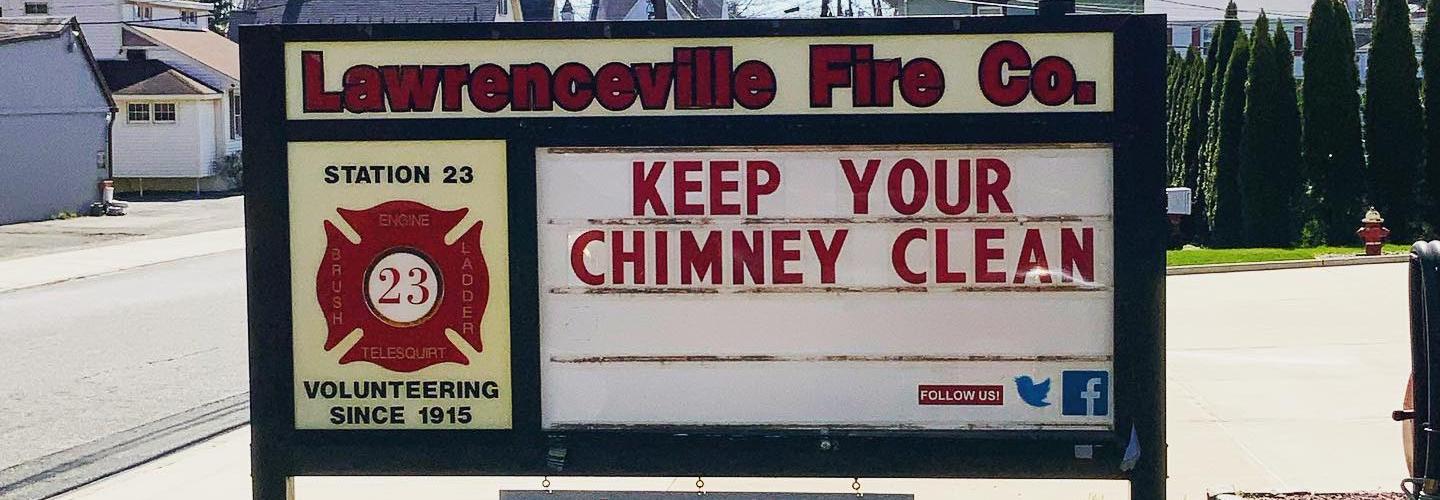 Lawrenceville Fire Co.
STATION 23
ENGINE
BRUSH
23
LADDER
TELESQUIRT
VOLUNTEERING
SINCE 1915
KEEP YOUR
CHIMNEY CLEAN
FOLLOW US!
f